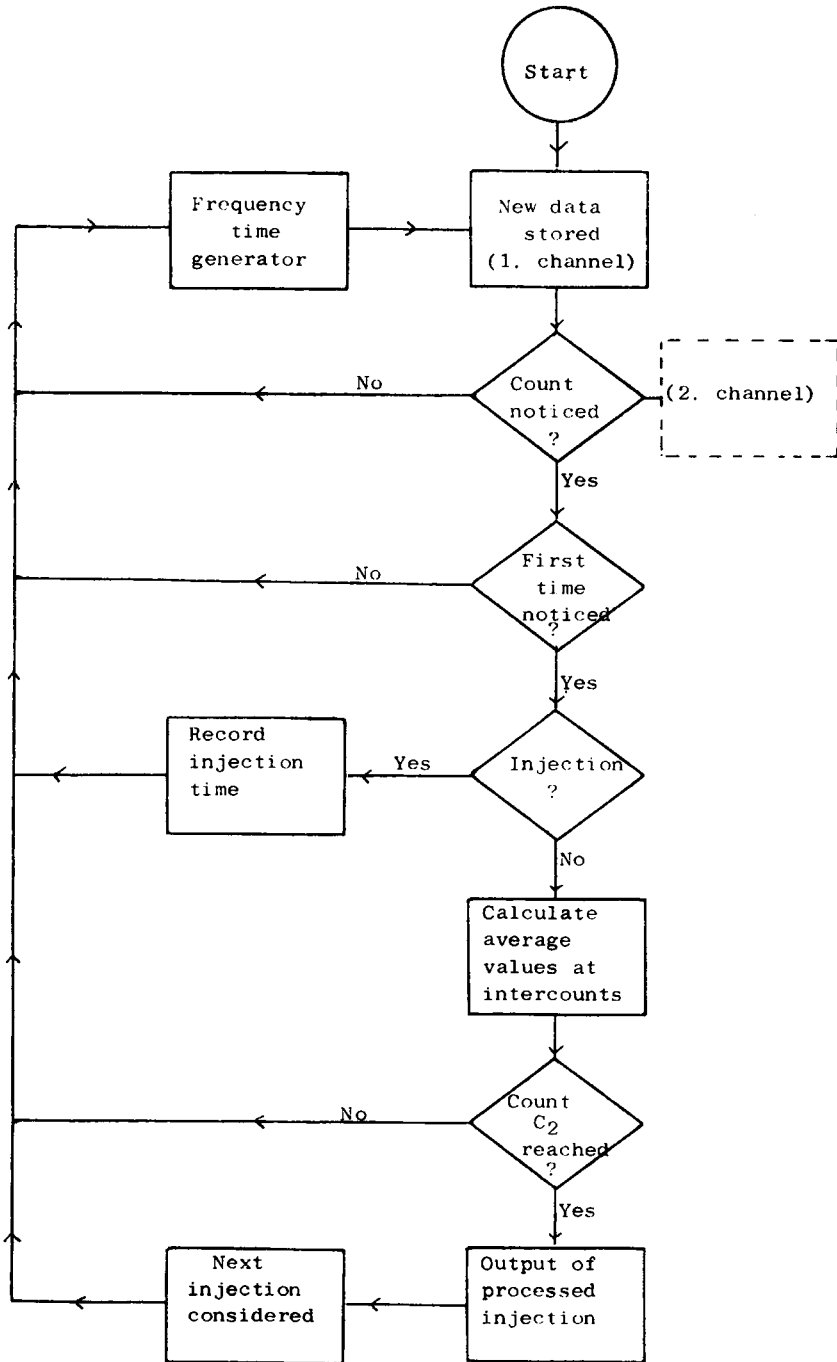 Start
Frequency
time
generator
New data
stored
(1. channel)
No
Count
noticed
?
(2. channel)
Yes
No
First
time
noticed
?
Yes
Record
injection
time
Yes
Injection
?
No
Calculate
average
values at
intercounts
No
Count
C2
reached
?
Yes
Next
injection
considered
Output of
processed
injection